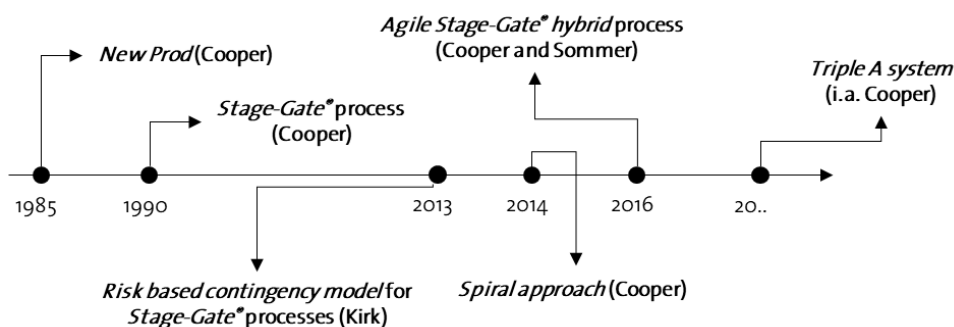 Agile Stage-Gate® hybrid process
(Cooper and Sommer)
New Prod (Cooper)
Triple A system
(i.a. Cooper)
Stage-Gate® process
(Cooper)
1985
1990
2013
2014
2016
20..
Risk based contingency model for
Stage-Gate® processes (Kirk)
Spiral approach (Cooper)